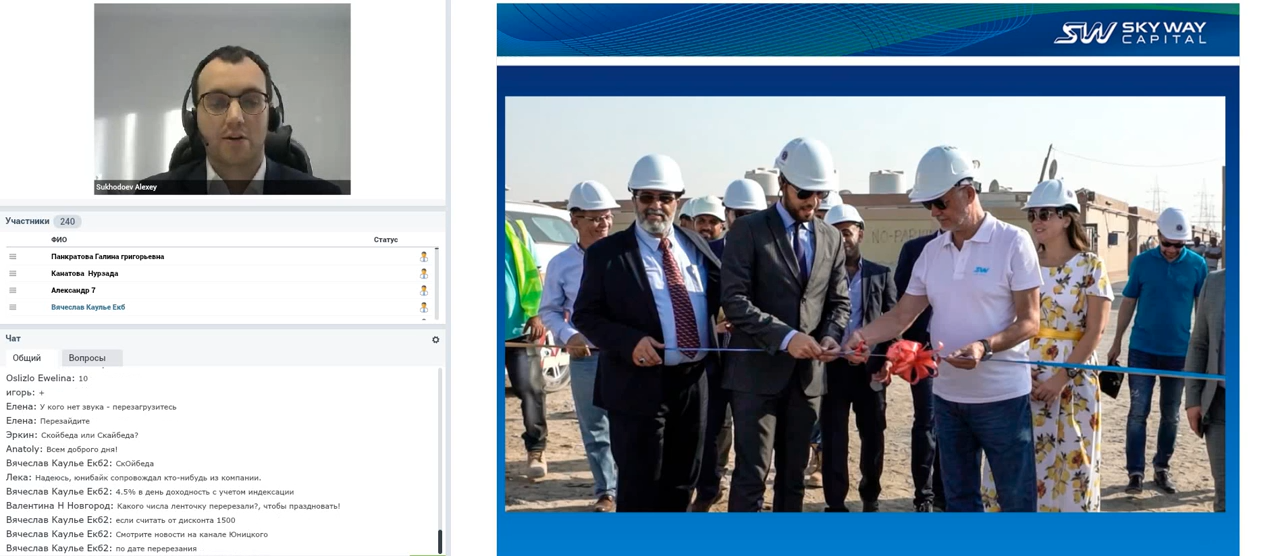 SW SKY WAY
CAPITAL
Sukhodoev Alexey
Участники 240
ФИО Статус
Панкратова Галина григорьевна
Канатова Нурзада
Александр 7
Вячеслав Каулье Екб
Чат
Общий Вопросы
Oslizlo Ewelina: 10
игорь: +
Елена: У кого нет звука - перезагрузитесь
Елена: Перезайдите
Эркин: Скойбеда или Скайбеда?
Anatoly: Всем доброго дня!
Вячеслав Каулье Екб2: СкОйбеда
Лека: Надеюсь, юнибайк сопровождал кто-нибудь из компании.
Вячеслав Каулье Екб2: 4.5% в день доходность с учетом индексации
Валентина Н Новгород: Какого числа ленточку перерезали?, чтобы праздновать!
Вячеслав Каулье Екб2: если считать от дисконта 1500
Вячеслав Каулье Екб2: Смотрите новости на канале Юницкого
Вячеслав Каулье Екб2: по дате перерезания
NO-PARKING
SW